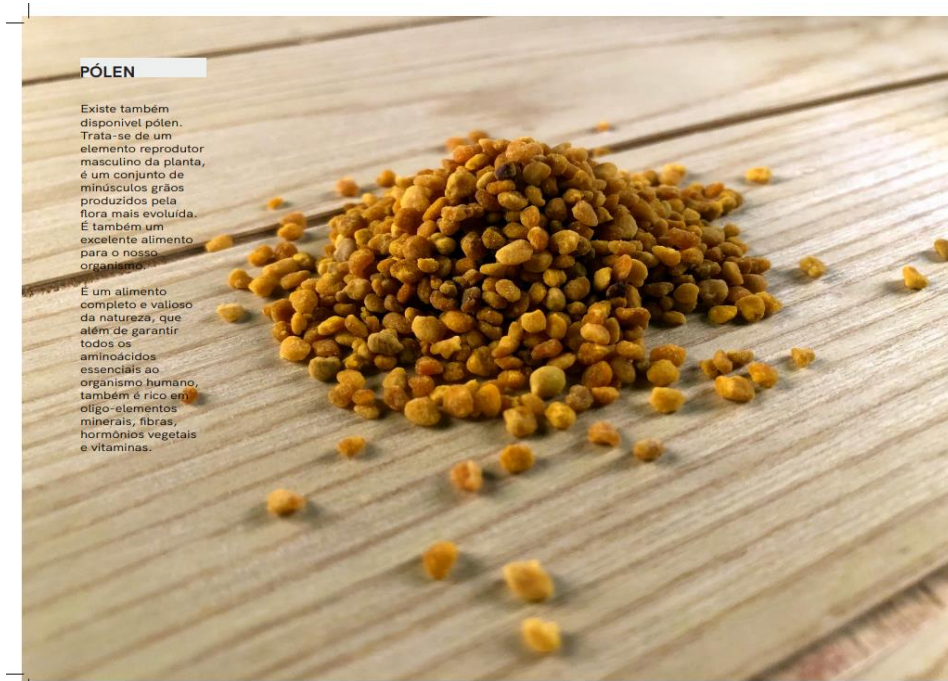 PÓLEN
Existe também
disponivel pólen.
Trata-se de um
elemento reprodutor
masculino da planta,
é um conjunto de
minúsculos grãos
produzidos pela
flora mais evoluída.
É também um
excelente alimento
para o nosso
organismo.
É um alimento
completo e valioso
da natureza, que
além de garantir
todos os
aminoácidos
essenciais ao
organismo humano,
também é rico em
oligo-elementos
minerais, fibras,
hormônios vegetais
e vitaminas.